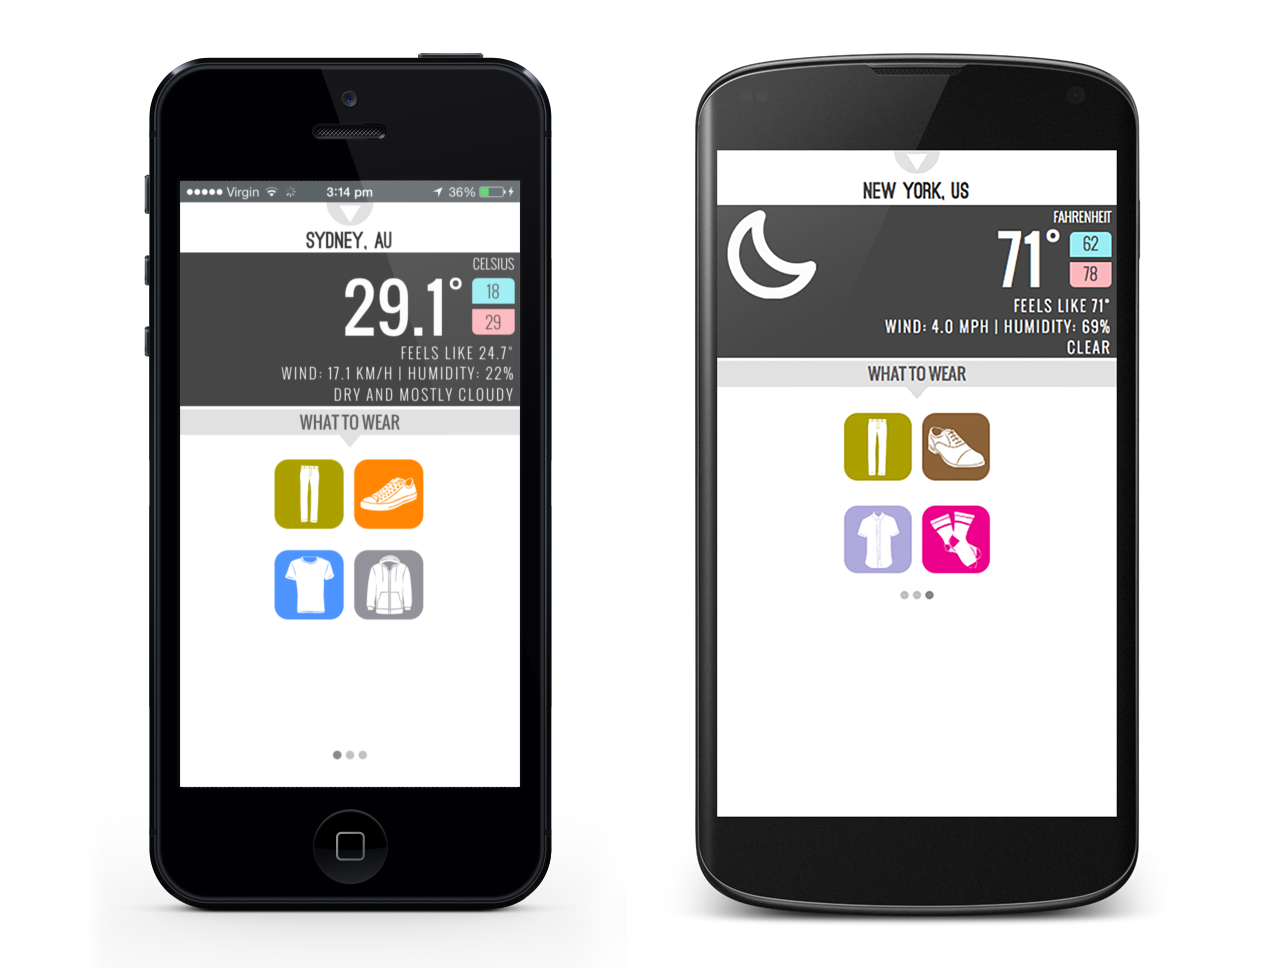 Virgin 3:14 pm 36%
SYDNEY, AU
CELSIUS
29.1°
18
29
FEELS LIKE 24.7°
WIND: 17.1 KM/H | HUMIDITY: 22%
DRY AND MOSTLY CLOUDY
WHAT TO WEAR
NEW YORK, US
FAHRENHEIT
71°
62
78
FEELS LIKE 71°
WIND: 4.0 MPH | HUMIDITY: 69%
CLEAR
WHAT TO WEAR